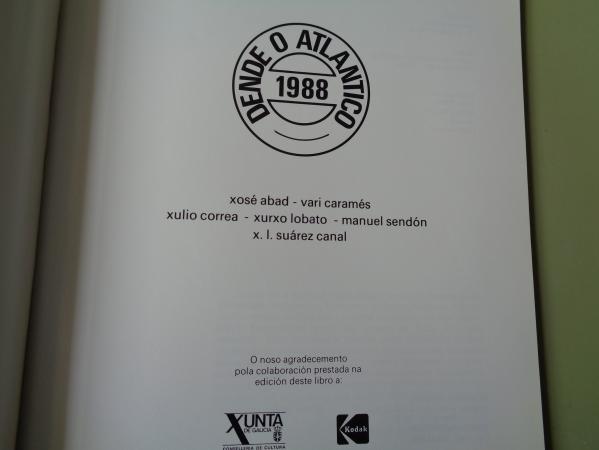 DENDE O ATLANTICO
1988
xosé abad - vari caramés
xulio correa - xurxo lobato - manuel sendón
x. l. suárez canal
O noso agradecemento
pola colaboración prestada na
edición deste libro a:
XUNTA
DE GALICIA
CONSELLERIA DE CULTURA
Kodak